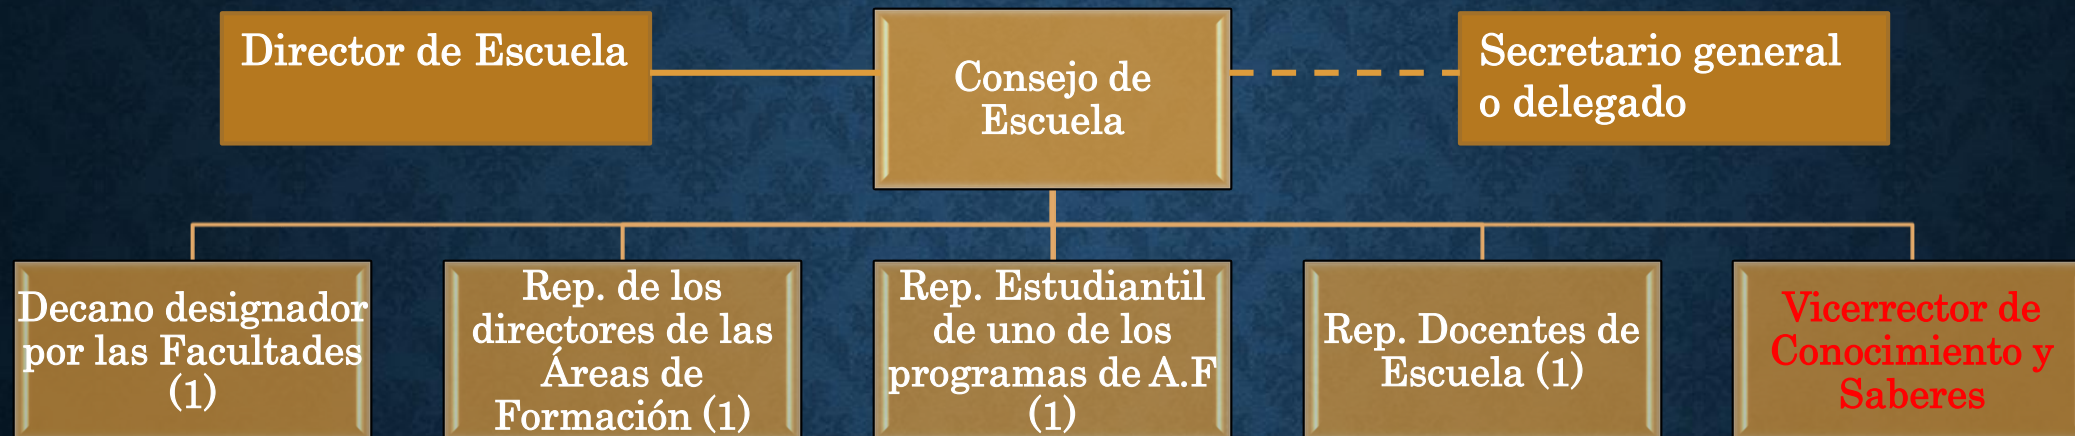 Director de Escuela
Consejo de
Escuela
Secretario general
o delegado
Decano designador
por las Facultades
(1)
Rep. de los
directores de las
Áreas de
Formación (1)
Rep. Estudiantil
de uno de los
programas de A.F
(1)
Rep. Docentes de
Escuela (1)
Vicerrector de
Conocimiento y
Saberes